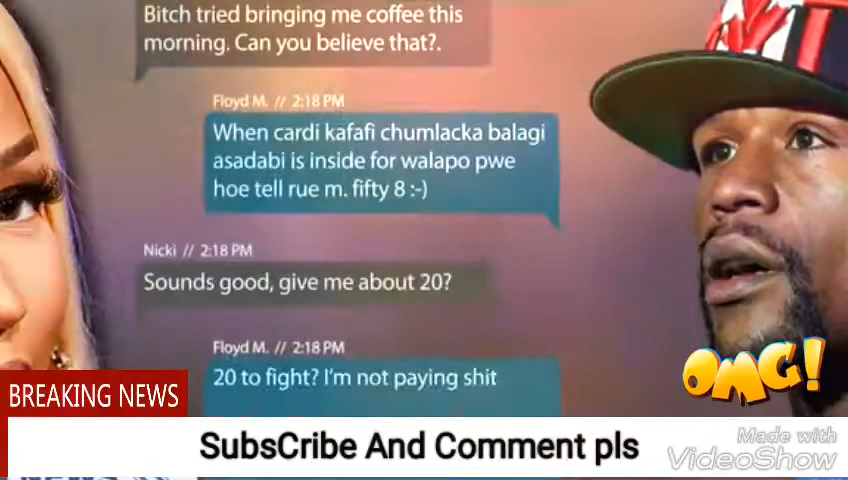 Bitch tried bringing me coffee this
morning. Can you believe that?.
Floyd M. // 2:18 PM
When cardi kafafi chumlacka balagi
asadabi is inside for walapo pwe
hoe tell rue m. fifty 8 :-)
Nicki // 2:18 PM
Sounds good, give me about 20?
Floyd M. // 2:18 PM
20 to fight? I'm not paying shit
OMG!
BREAKING NEWS
SubsCribe And Comment pls
Made with
VideoShow
NEWS